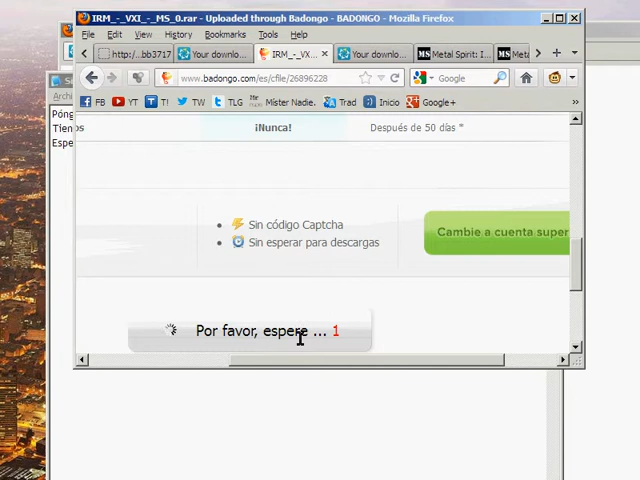 IRM_-_VXI_-_MS_0.rar - Uploaded through Badongo - BADONGO - Mozilla Firefox
File Edit View History Bookmarks Tools Help
http:/...bb3717 Your downlo... IRM_-_VX... Your downlo... Metal Spirit: I... Meta
www.badongo.com/es/cfile/26896228 Google
FB YT T! TW TLG Míster Nadie. Trad Inicio Google+
Archi
Póng
Tieno
Espe
os ¡Nunca! Después de 50 días *
Sin código Captcha
Sin esperar para descargas
Cambie a cuenta super
Por favor, espere ... 1